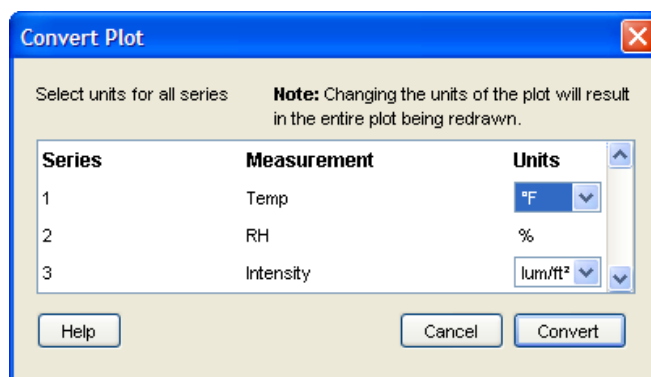 Convert Plot
Select units for all series
Note: Changing the units of the plot will result
in the entire plot being redrawn.
Series Measurement Units
1 Temp °F
2 RH %
3 Intensity lum/ft²
Help Cancel Convert